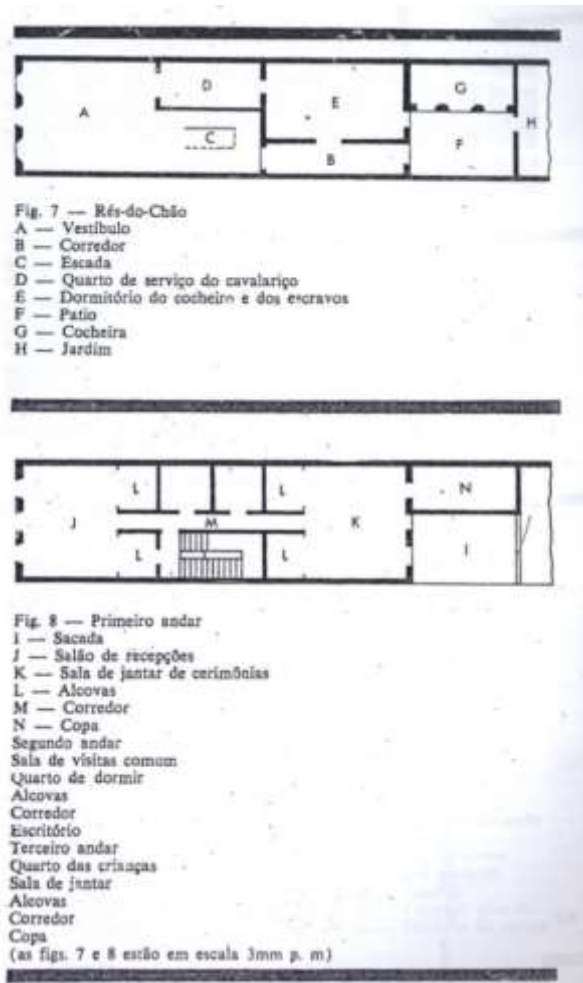 A
D
C
E
B
G
F
H
Fig. 7 — Rés-do-Chão
A — Vestíbulo
B — Corredor
C — Escada
D — Quarto de serviço do cavalariço
E — Dormitório do cocheiro e dos escravos
F — Patio
G — Cocheira
H — Jardim
L
L
N
J
M
K
I
L
L
Fig. 8 — Primeiro andar
I — Sacada
J — Salão de recepções
K — Sala de jantar de cerimônias
L — Alcovas
M — Corredor
N — Copa
Segundo andar
Sala de visitas comum
Quarto de dormir
Alcovas
Corredor
Escritório
Terceiro andar
Quarto das crianças
Sala de jantar
Alcovas
Corredor
Copa
(as figs. 7 e 8 estão em escala 3mm p. m)